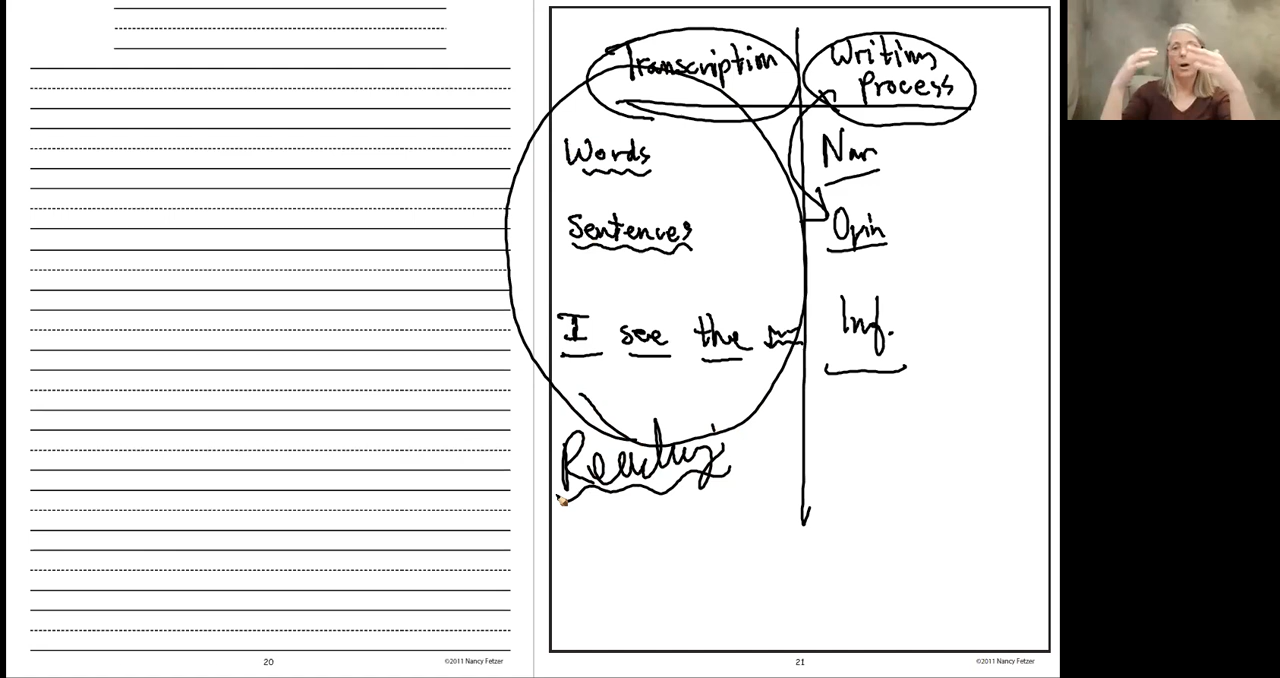 Transcription
Writing
Process
Words
Nar
Sentences
Opin
I see the
Inf.
Reading
20
©2011 Nancy Fetzer
21
©2011 Nancy Fetzer